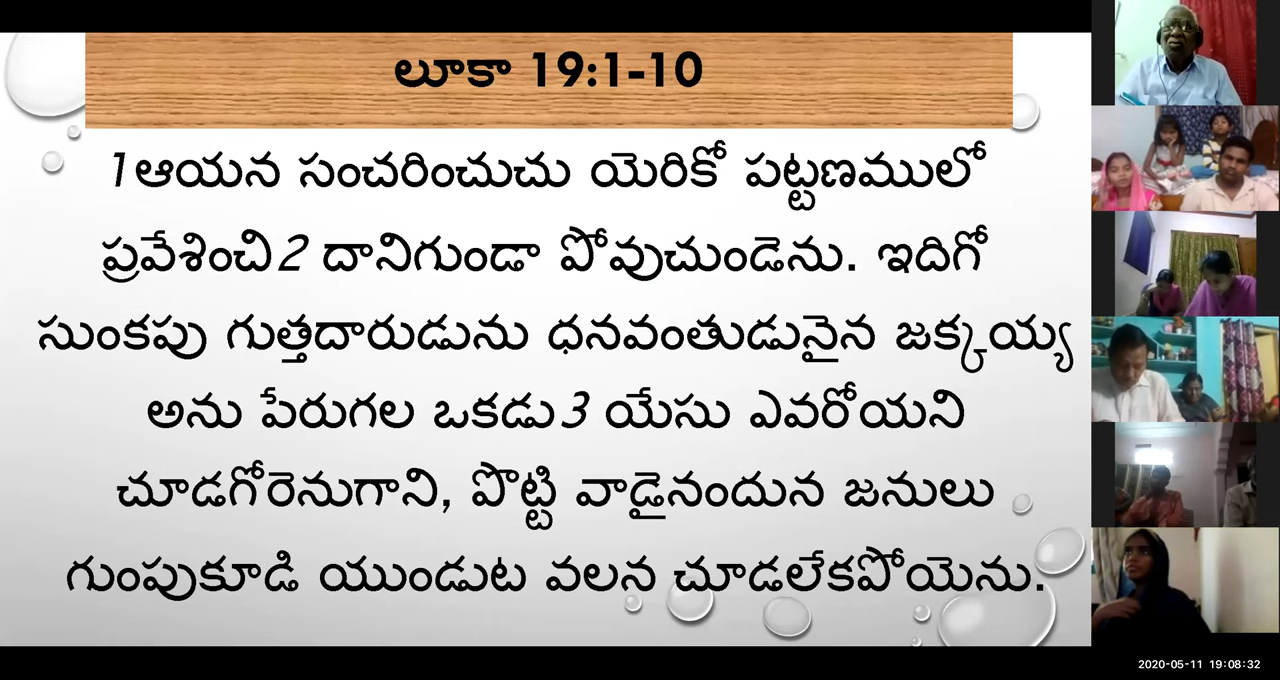 లూకా 19:1-10
1ఆయన సంచరించుచు యెరికో పట్టణములో
ప్రవేశించి2 దానిగుండా పోవుచుండెను. ఇదిగో
సుంకపు గుత్తదారుడును ధనవంతుడునైన జక్కయ్య
అను పేరుగల ఒకడు3 యేసు ఎవరోయని
చూడగోరెనుగాని, పొట్టి వాడైనందున జనులు
గుంపుకూడి యుండుట వలన చూడలేకపోయెను.
2020-05-11 19:08:32